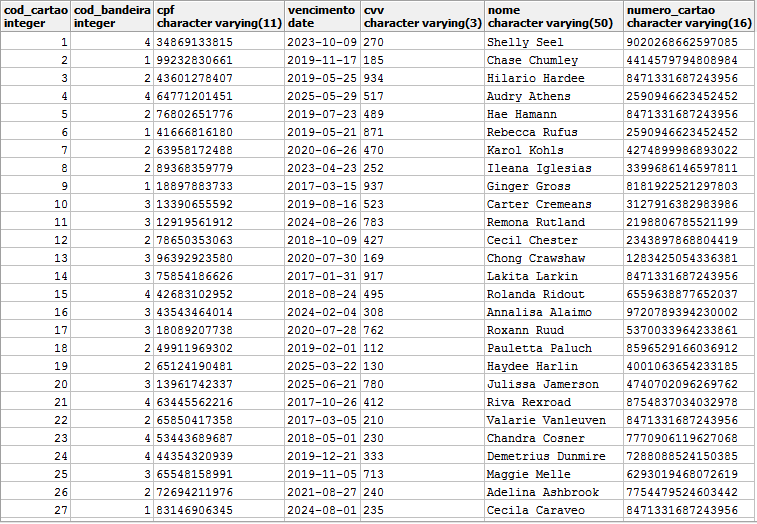 cod_cartao cod_bandeira cpf vencimento cvv nome numero_cartao
integer integer character varying(11) date character varying(3) character varying(50) character varying(16)
1 4 34869133815 2023-10-09 270 Shelly Seel 9020268662597085
2 1 99232830661 2019-11-17 185 Chase Chumley 4414579794808984
3 2 43601278407 2019-05-25 934 Hilario Hardee 8471331687243956
4 4 64771201451 2025-05-29 517 Audry Athens 2590946623452452
5 2 76802651776 2019-07-23 489 Hae Hamann 8471331687243956
6 1 41666816180 2019-05-21 871 Rebecca Rufus 2590946623452452
7 2 63958172488 2020-06-26 470 Karol Kohls 4274899986893022
8 2 89368359779 2023-04-23 252 Ileana Iglesias 3399686146597811
9 1 18897883733 2017-03-15 937 Ginger Gross 8181922521297803
10 3 13390655592 2019-08-16 523 Carter Cremeans 3127916382983986
11 3 12919561912 2024-08-26 783 Remona Rutland 2198806785521199
12 2 78650353063 2018-10-09 427 Cecil Chester 2343897868804419
13 3 96392923580 2020-07-30 169 Chong Crawshaw 1283425054336381
14 3 75854186626 2017-01-31 917 Lakita Larkin 8471331687243956
15 4 42683102952 2018-08-24 495 Rolanda Ridout 6559638877652037
16 3 43543464014 2024-02-04 308 Annalisa Alaimo 9720789394230002
17 3 18089207738 2020-07-28 762 Roxann Ruud 5370033964233861
18 2 49911969302 2019-02-01 112 Pauletta Paluch 8596529166036912
19 2 65124190481 2025-03-22 130 Haydee Harlin 4001063654233185
20 3 13961742337 2025-06-21 780 Julissa Jamerson 4740702096269762
21 4 63445562216 2017-10-26 412 Riva Rexroad 8754837034032978
22 2 65850417358 2017-03-05 210 Valarie Vanleuven 8471331687243956
23 4 53443689687 2018-05-01 230 Chandra Cosner 7770906119627068
24 4 44354320939 2019-12-21 333 Demetrius Dunmire 7288088524150385
25 3 65548158991 2019-11-05 713 Maggie Melle 6293019468072619
26 2 72694211976 2021-08-27 240 Adelina Ashbrook 7754479524603442
27 1 83146906345 2024-08-01 235 Cecila Caraveo 8471331687243956